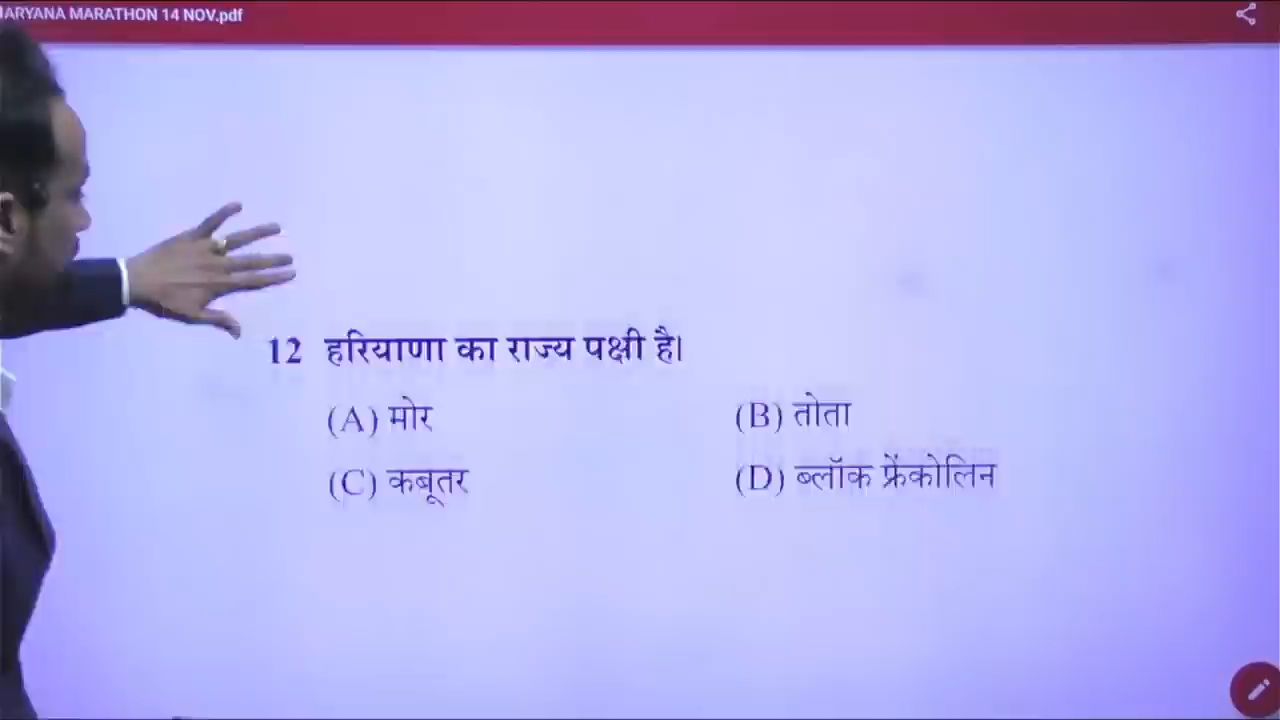 ARYANA MARATHON 14 NOV.pdf
12 हरियाणा का राज्य पक्षी है।
(A) मोर (B) तोता
(C) कबूतर (D) ब्लॉक फ्रेंकोलिन